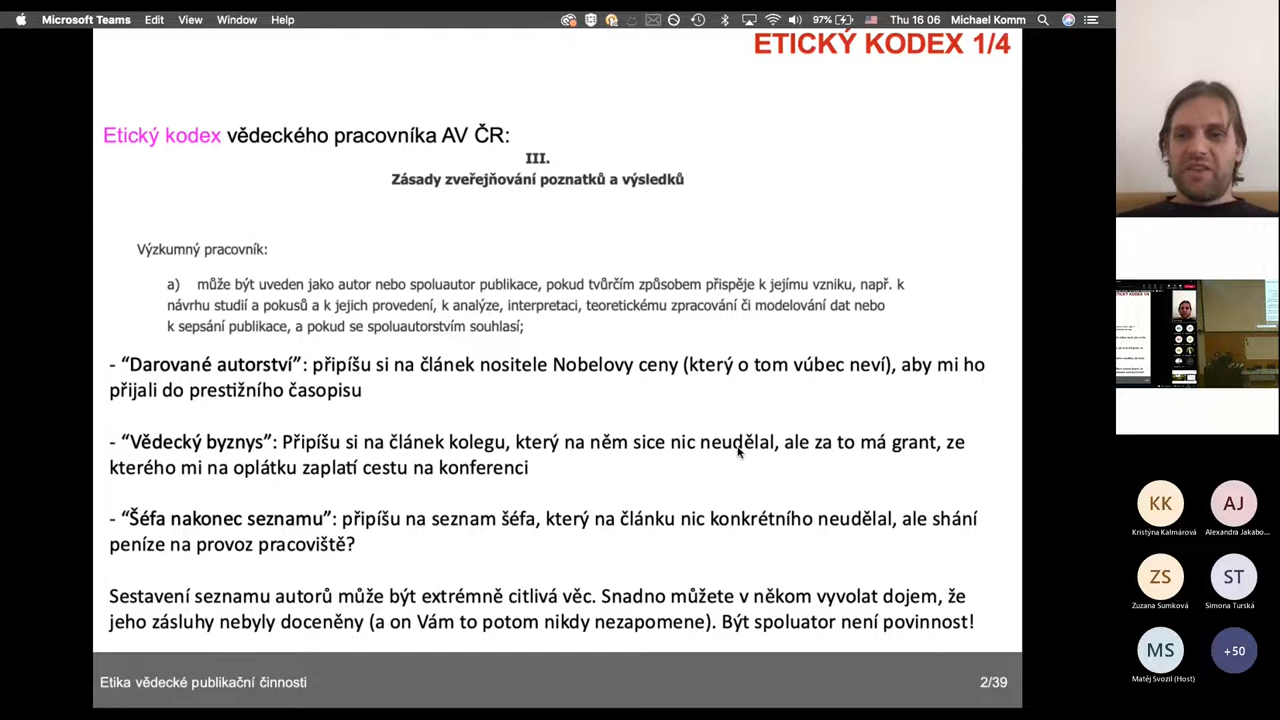 Microsoft Teams Edit View Window Help 97% Thu 16 06 Michael Komm
ETICKÝ KODEX 1/4
Etický kodex vědeckého pracovníka AV ČR:
III.
Zásady zveřejňování poznatků a výsledků
Výzkumný pracovník:
a) může být uveden jako autor nebo spoluautor publikace, pokud tvůrčím způsobem přispěje k jejímu vzniku, např. k
návrhu studií a pokusů a k jejich provedení, k analýze, interpretaci, teoretickému zpracování či modelování dat nebo
k sepsání publikace, a pokud se spoluautorstvím souhlasí;
- “Darované autorství”: připíšu si na článek nositele Nobelovy ceny (který o tom vúbec neví), aby mi ho
přijali do prestižního časopisu
- “Vědecký byznys”: Připíšu si na článek kolegu, který na něm sice nic neudělal, ale za to má grant, ze
kterého mi na oplátku zaplatí cestu na konferenci
- “Šéfa nakonec seznamu”: připíšu na seznam šéfa, který na článku nic konkrétního neudělal, ale shání
peníze na provoz pracoviště?
Sestavení seznamu autorů může být extrémně citlivá věc. Snadno můžete v někom vyvolat dojem, že
jeho zásluhy nebyly doceněny (a on Vám to potom nikdy nezapomene). Být spoluator není povinnost!
Etika vědecké publikační činnosti
2/39
ETICKÝ KODEX 1/4
KK
AJ
Kristýna Kalmárová
Alexandra Jakabo...
ZS
ST
Zuzana Sumková
Simona Turská
MS
+50
Matěj Svozil (Host)